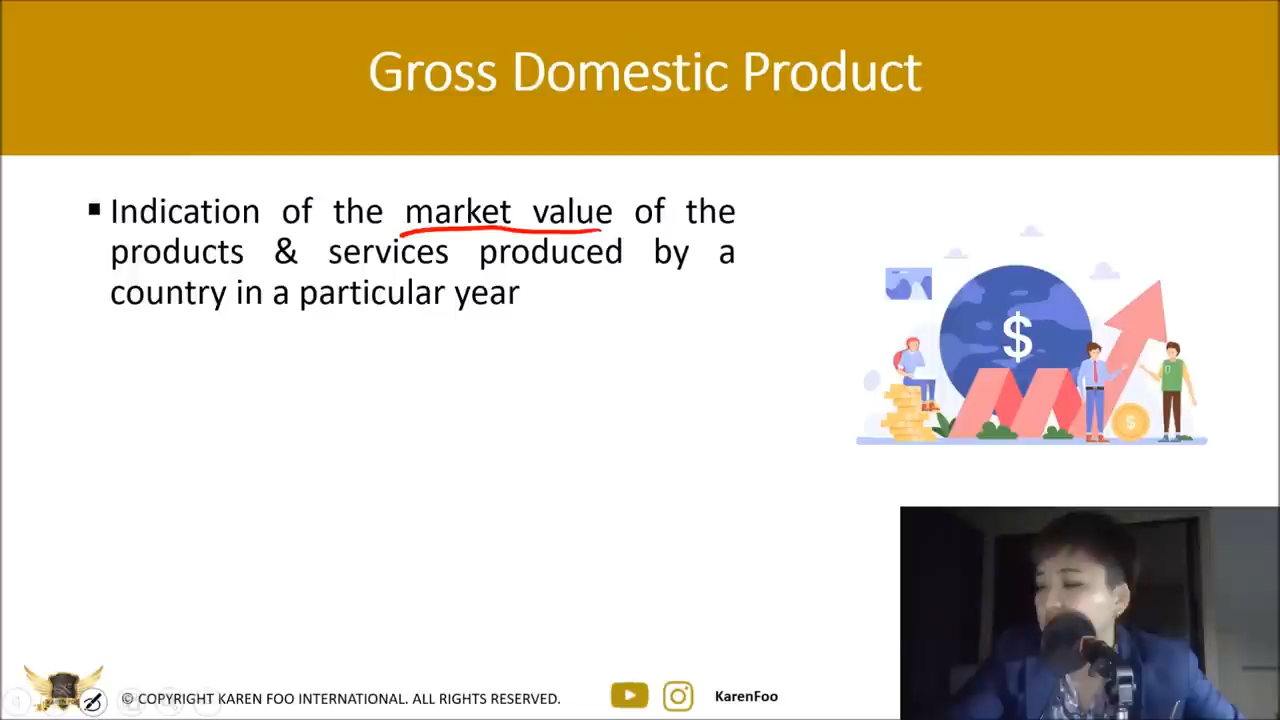 Gross Domestic Product
▪ Indication of the market value of the
products & services produced by a
country in a particular year
$
$
© COPYRIGHT KAREN FOO INTERNATIONAL. ALL RIGHTS RESERVED.
KarenFoo